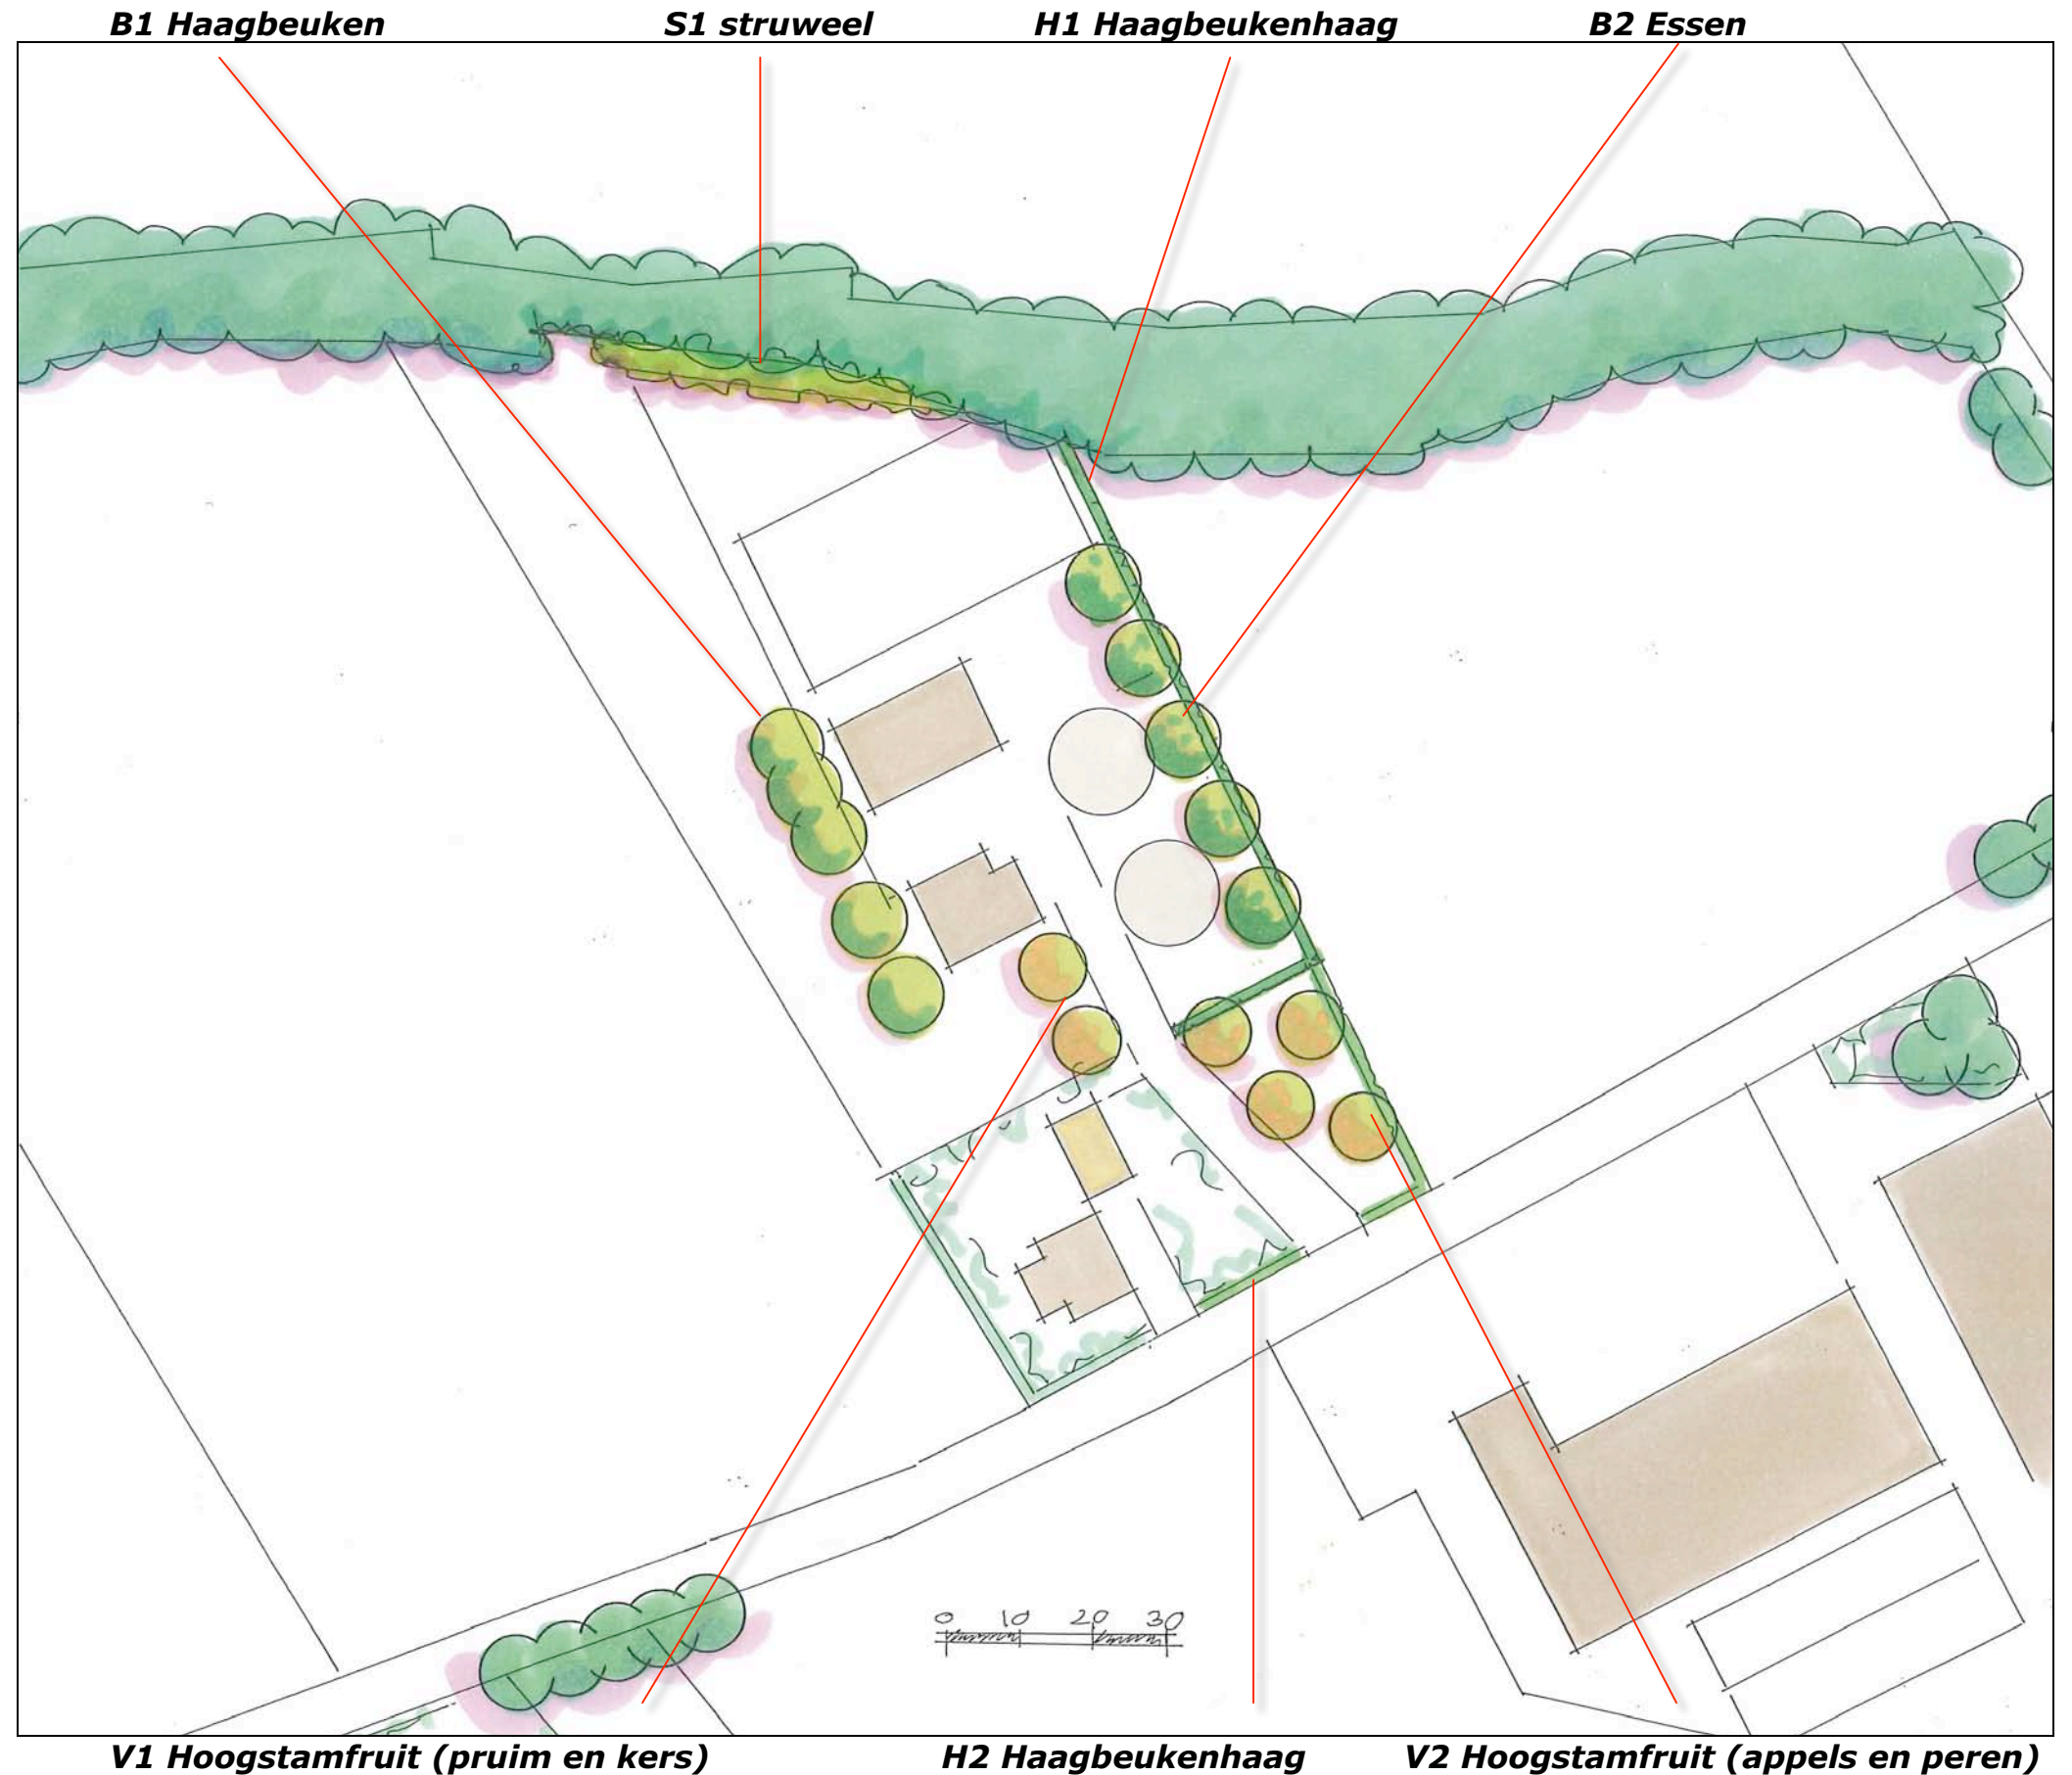 B1 Haagbeuken S1 struweel H1 Haagbeukenhaag B2 Essen
0 10 20 30
V1 Hoogstamfruit (pruim en kers) H2 Haagbeukenhaag V2 Hoogstamfruit (appels en peren)